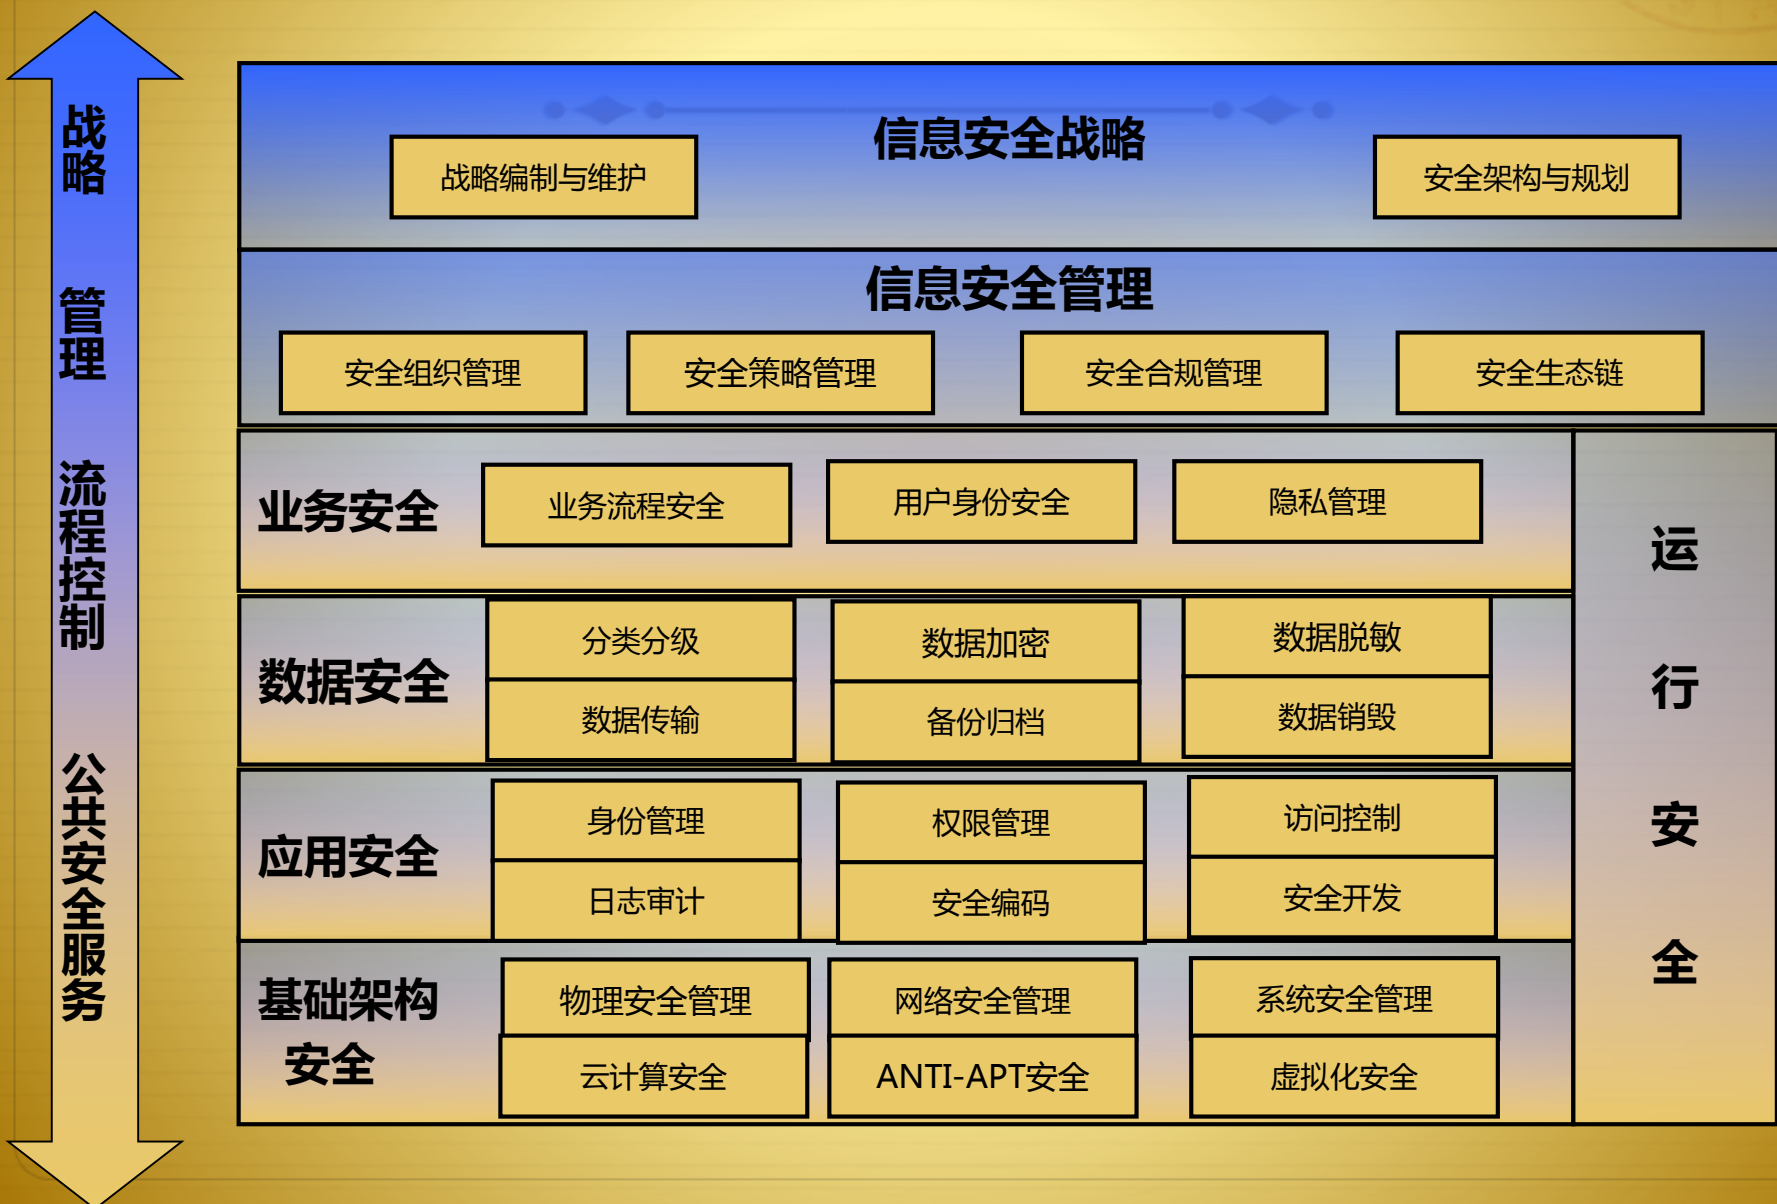 战略
管理
流程控制
公共安全服务
信息安全战略
战略编制与维护
安全架构与规划
信息安全管理
安全组织管理
安全策略管理
安全合规管理
安全生态链
业务安全
业务流程安全
用户身份安全
隐私管理
数据安全
分类分级
数据加密
数据脱敏
数据传输
备份归档
数据销毁
应用安全
身份管理
权限管理
访问控制
日志审计
安全编码
安全开发
基础架构
安全
物理安全管理
网络安全管理
系统安全管理
云计算安全
ANTI-APT安全
虚拟化安全
运行安全